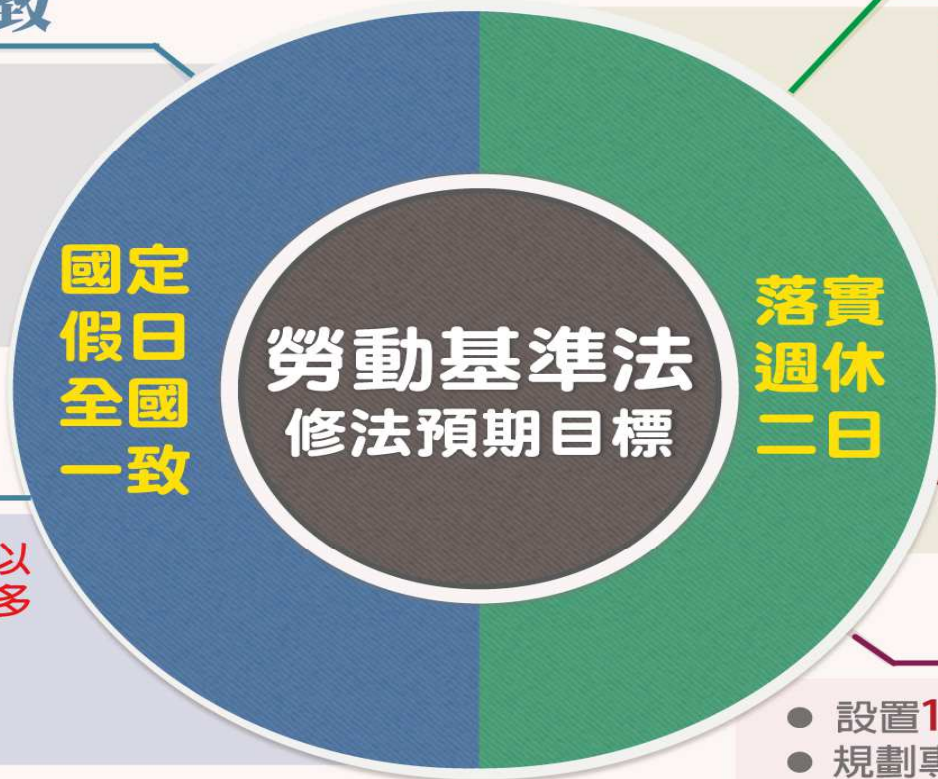 致
國定
假日
全國
一致
勞動基準法
修法預期目標
落實
週休
二日
以
多
● 設置1
● 規劃專